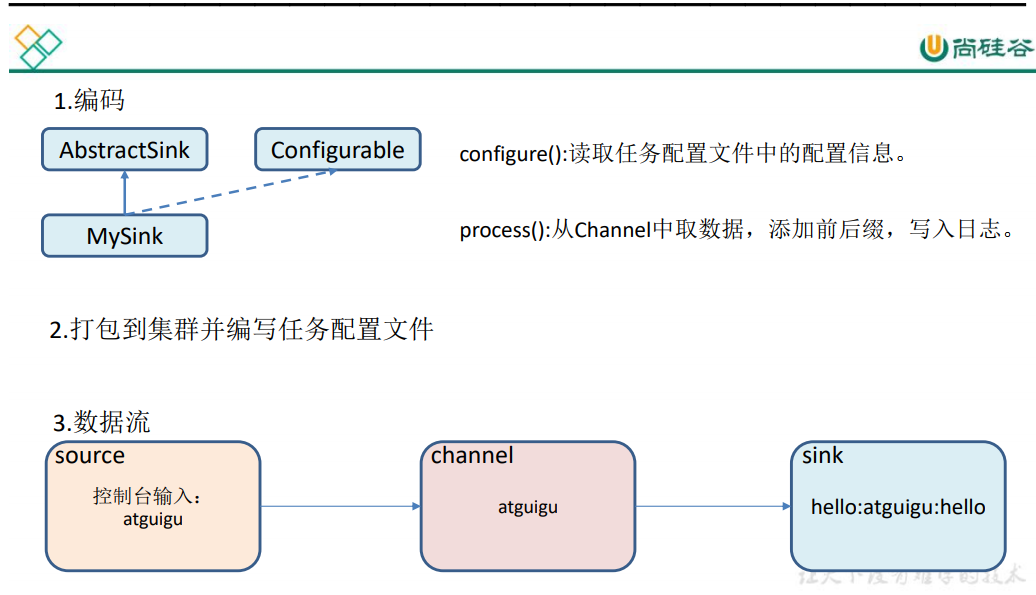 尚硅谷
1.编码
AbstractSink
Configurable
configure():读取任务配置文件中的配置信息。
MySink
process():从Channel中取数据，添加前后缀，写入日志。
2.打包到集群并编写任务配置文件
3.数据流
source
channel
sink
控制台输入：
atguigu
atguigu
hello:atguigu:hello
让天下没有难学的技术